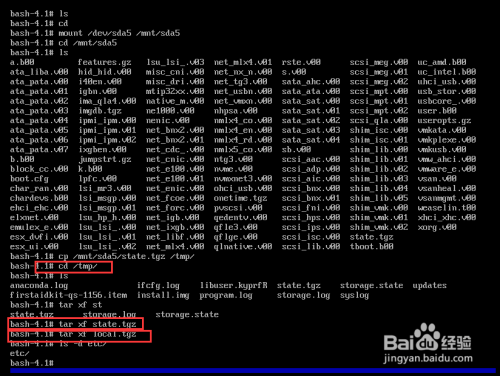 bash-4.1# ls
bash-4.1# cd
bash-4.1# mount /dev/sda5 /mnt/sda5
bash-4.1# cd /mnt/sda5
bash-4.1# ls
a.b00 features.gz lsu_lsi_.v03 net_mlx4.v01 rste.v00 scsi_meg.v00 uc_amd.b00
ata_liba.v00 hid_hid.v00 misc_cni.v00 net_nx_n.v00 s.v00 scsi_meg.v01 uc_intel.b00
ata_pata.v00 i40en.v00 misc_dri.v00 net_tg3.v00 sata_ahc.v00 scsi_meg.v02 uhci_usb.v00
ata_pata.v01 igbn.v00 mtip32xx.v00 net_usbn.v00 sata_ata.v00 scsi_mpt.v00 usb_stor.v00
ata_pata.v02 ima_qla4.v00 native_m.v00 net_vmxn.v00 sata_sat.v00 scsi_mpt.v01 usbcore_.v00
ata_pata.v03 imgdb.tgz ne1000.v00 nhpsa.v00 sata_sat.v01 scsi_mpt.v02 user.b00
ata_pata.v04 ipmi_ipm.v00 nenic.v00 nmlx4_co.v00 sata_sat.v02 scsi_qla.v00 useropts.gz
ata_pata.v05 ipmi_ipm.v01 net_bnx2.v00 nmlx4_en.v00 sata_sat.v03 shim_isc.v00 vmkata.v00
ata_pata.v06 ipmi_ipm.v02 net_bnx2.v01 nmlx4_rd.v00 sata_sat.v04 shim_isc.v01 vmkplexe.v00
ata_pata.v07 ixgben.v00 net_cdc_.v00 nmlx5_co.v00 sb.v00 shim_lib.v00 vmkusb.v00
b.b00 jumpstrt.gz net_cnic.v00 ntg3.v00 scsi_aac.v00 shim_lib.v01 vmw_ahci.v00
block_cc.v00 k.b00 net_e100.v00 nvme.v00 scsi_adp.v00 shim_lib.v02 vmware_e.v00
boot.cfg lpfc.v00 net_e100.v01 ohci_usb.v00 scsi_aic.v00 shim_lib.v03 vsan.v00
char_ran.v00 lsi_mr3.v00 net_enic.v00 ohci_usb.v00 scsi_bnx.v00 shim_lib.v04 vsanheal.v00
chardevs.b00 lsi_msgp.v00 net_fcoe.v00 onetime.tgz scsi_bnx.v01 shim_lib.v05 vsanmgmt.v00
ehci_ehc.v00 lsi_msgp.v01 net_forc.v00 pvscsi.v00 scsi_fni.v00 shim_vmk.v00 weaselin.t00
elxnet.v00 lsu_hp_h.v00 net_igb.v00 qedentv.v00 scsi_hps.v00 shim_vmk.v01 xhci_xhc.v00
emulex_e.v00 lsu_lsi_.v00 net_ixgb.v00 qfle3.v00 scsi_ips.v00 shim_vmk.v02 xorg.v00
esx_dvfi.v00 lsu_lsi_.v01 net_libf.v00 qflge.v00 scsi_isc.v00 state.tgz
esx_ui.v00 lsu_lsi_.v02 net_mlx4.v00 qlnative.v00 scsi_lib.v00 tboot.b00
bash-4.1# cp /mnt/sda5/state.tgz /tmp/
bash-4.1# cd /tmp/
bash-4.1# ls
anaconda.log ifcfg.log libuser.kyprfR state.tgz storage.state updates
firstaidkit-qs-1156.item install.img program.log storage.log syslog
bash-4.1# tar xf st
state.tgz storage.log storage.state
bash-4.1# tar xf state.tgz
bash-4.1# tar xf local.tgz
bash-4.1# ls -d etc/
etc/
bash-4.1#
Baidu 经验
jingyan.baidu.com